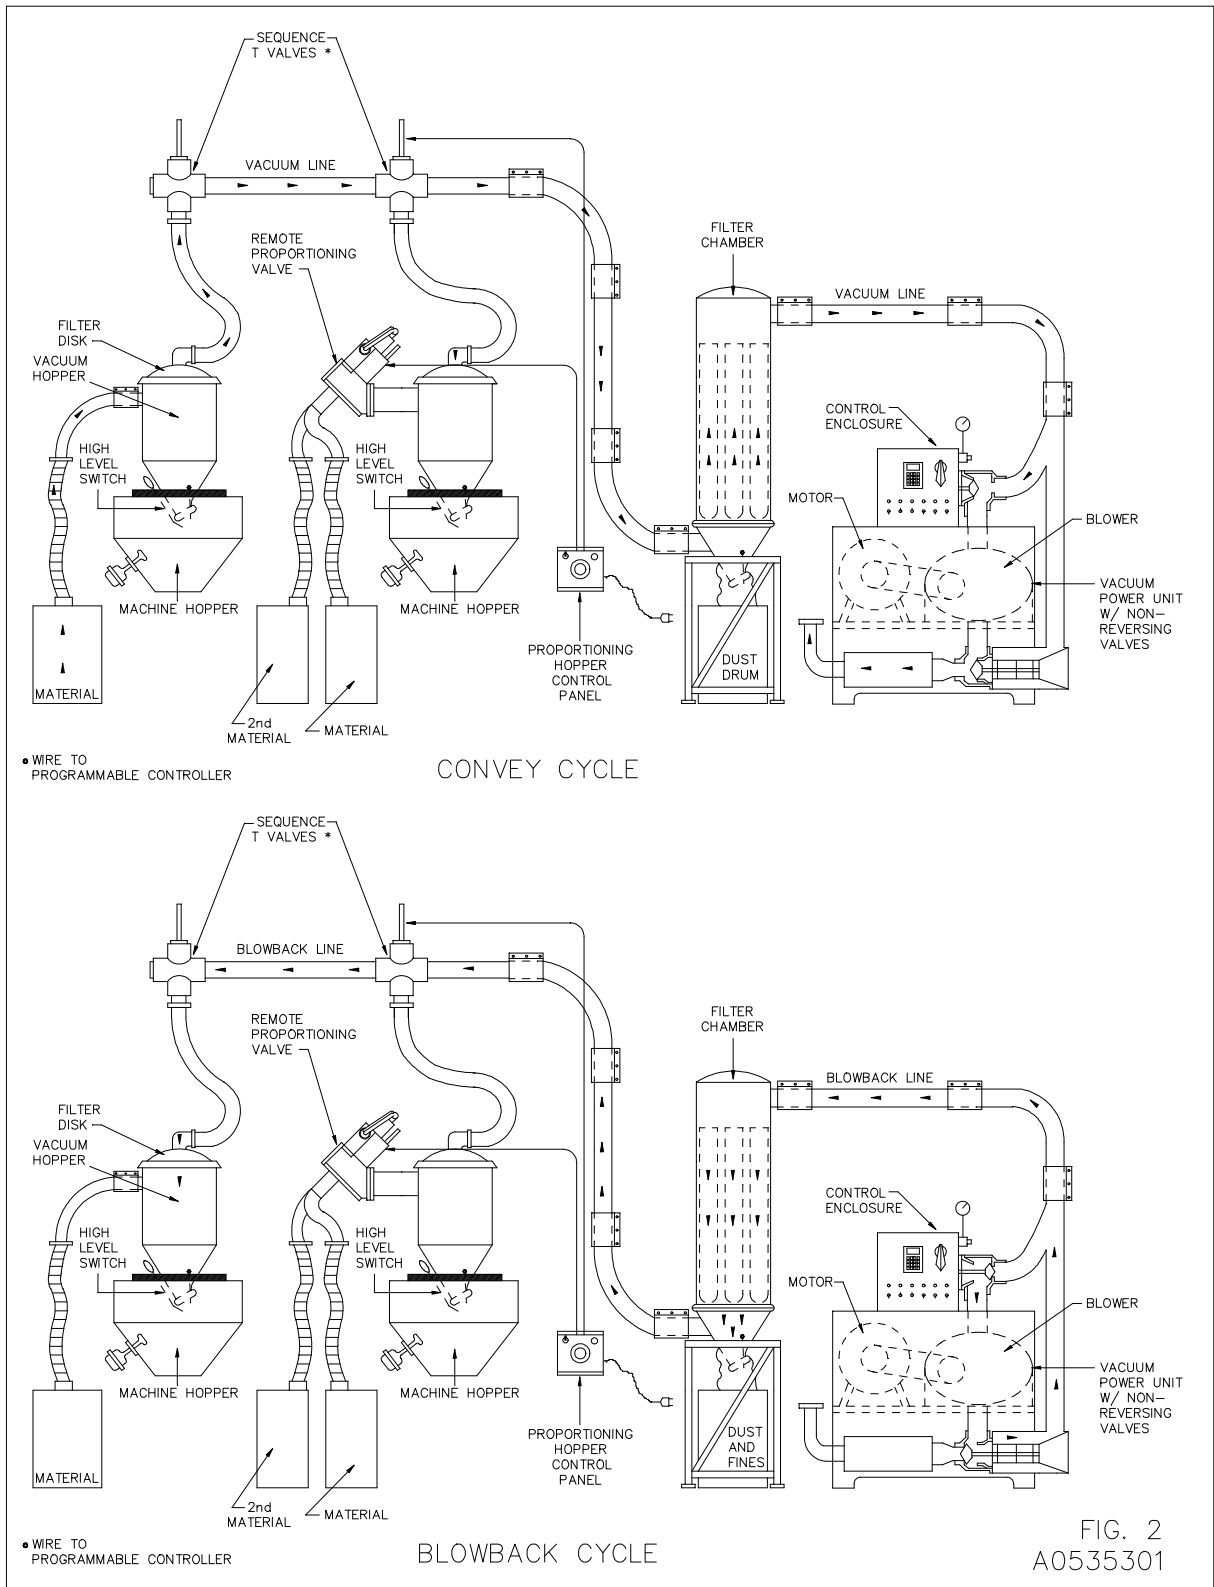 SEQUENCE
T VALVES *
VACUUM LINE
REMOTE
PROPORTIONING
VALVE
FILTER
CHAMBER
VACUUM LINE
FILTER
DISK
VACUUM
HOPPER
CONTROL
ENCLOSURE
HIGH
LEVEL
SWITCH
HIGH
LEVEL
SWITCH
MOTOR
BLOWER
VACUUM
POWER UNIT
W/ NON-
REVERSING
VALVES
MACHINE HOPPER
MACHINE HOPPER
PROPORTIONING
HOPPER
CONTROL
PANEL
DUST
DRUM
MATERIAL
2nd
MATERIAL
MATERIAL
WIRE TO
PROGRAMMABLE CONTROLLER
CONVEY CYCLE
SEQUENCE
T VALVES *
BLOWBACK LINE
REMOTE
PROPORTIONING
VALVE
FILTER
CHAMBER
BLOWBACK LINE
FILTER
DISK
VACUUM
HOPPER
CONTROL
ENCLOSURE
HIGH
LEVEL
SWITCH
HIGH
LEVEL
SWITCH
MOTOR
BLOWER
VACUUM
POWER UNIT
W/ NON-
REVERSING
VALVES
MACHINE HOPPER
MACHINE HOPPER
PROPORTIONING
HOPPER
CONTROL
PANEL
DUST
AND
FINES
MATERIAL
2nd
MATERIAL
MATERIAL
WIRE TO
PROGRAMMABLE CONTROLLER
BLOWBACK CYCLE
FIG. 2
A0535301